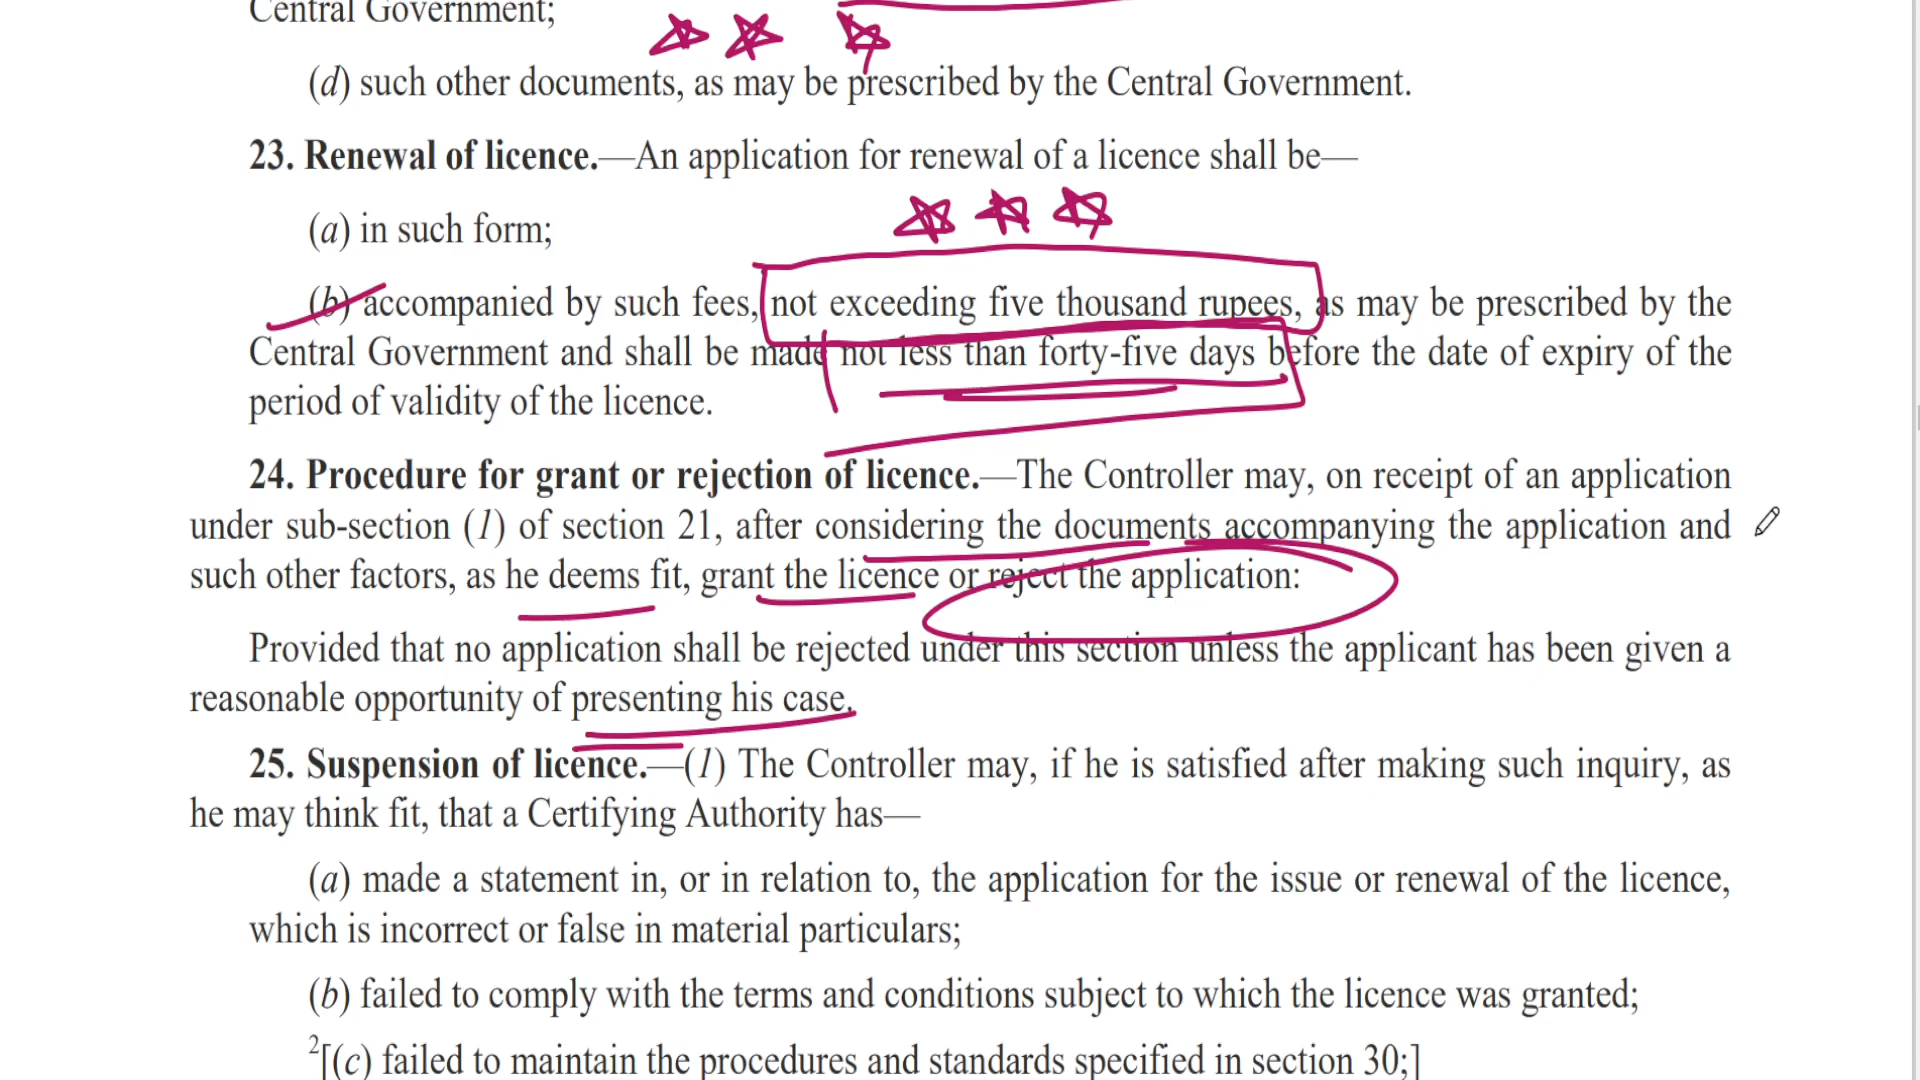 Central Government;
(d) such other documents, as may be prescribed by the Central Government.
23. Renewal of licence.—An application for renewal of a licence shall be—
(a) in such form;
(b) accompanied by such fees, not exceeding five thousand rupees, as may be prescribed by the
Central Government and shall be made not less than forty-five days before the date of expiry of the
period of validity of the licence.
24. Procedure for grant or rejection of licence.—The Controller may, on receipt of an application
under sub-section (1) of section 21, after considering the documents accompanying the application and
such other factors, as he deems fit, grant the licence or reject the application:
Provided that no application shall be rejected under this section unless the applicant has been given a
reasonable opportunity of presenting his case.
25. Suspension of licence.—(1) The Controller may, if he is satisfied after making such inquiry, as
he may think fit, that a Certifying Authority has—
(a) made a statement in, or in relation to, the application for the issue or renewal of the licence,
which is incorrect or false in material particulars;
(b) failed to comply with the terms and conditions subject to which the licence was granted;
2[(c) failed to maintain the procedures and standards specified in section 30;]